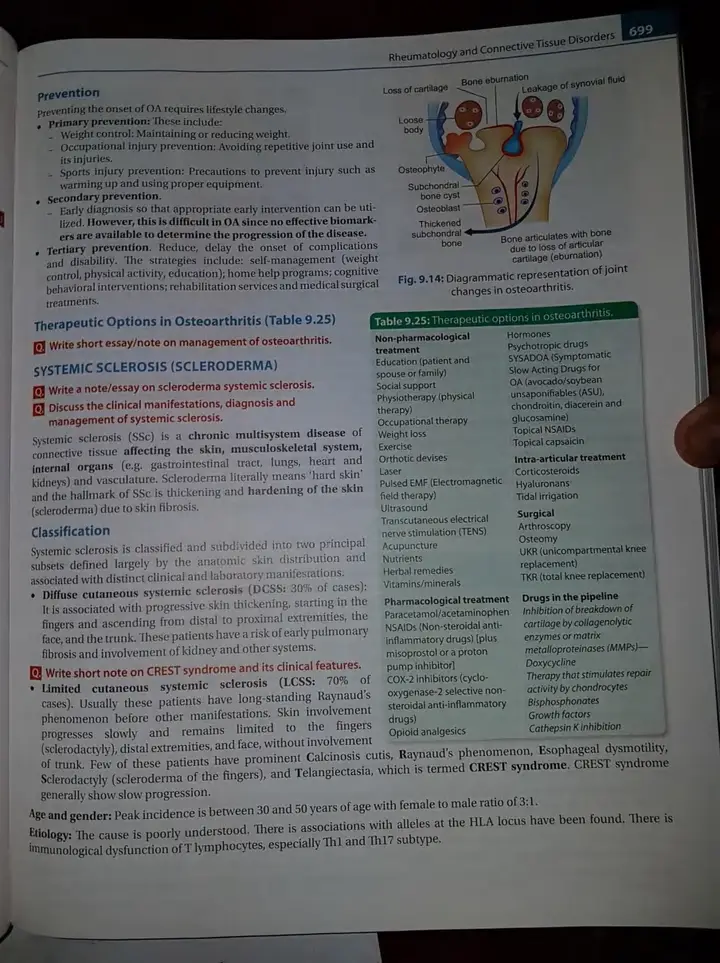 Rheumatology and Connective Tissue Disorders 699
Prevention
Preventing the onset of OA requires lifestyle changes.
• Primary prevention: These include:
– Weight control: Maintaining or reducing weight.
– Occupational injury prevention: Avoiding repetitive joint use and
its injuries.
– Sports injury prevention: Precautions to prevent injury such as
warming up and using proper equipment.
• Secondary prevention.
– Early diagnosis so that appropriate early intervention can be uti-
lized. However, this is difficult in OA since no effective biomark-
ers are available to determine the progression of the disease.
• Tertiary prevention. Reduce, delay the onset of complications
and disability. The strategies include: self-management (weight
control, physical activity, education); home help programs; cognitive
behavioral interventions; rehabilitation services and medical surgical
treatments.
Loss of cartilage
Bone eburnation
Leakage of synovial fluid
Loose
body
Osteophyte
Subchondral
bone cyst
Osteoblast
Thickened
subchondral
bone
Bone articulates with bone
due to loss of articular
cartilage (eburnation)
Fig. 9.14: Diagrammatic representation of joint
changes in osteoarthritis.
Therapeutic Options in Osteoarthritis (Table 9.25)
Q. Write short essay/note on management of osteoarthritis.
SYSTEMIC SCLEROSIS (SCLERODERMA)
Q. Write a note/essay on scleroderma systemic sclerosis.
Q. Discuss the clinical manifestations, diagnosis and
management of systemic sclerosis.
Systemic sclerosis (SSc) is a chronic multisystem disease of
connective tissue affecting the skin, musculoskeletal system,
internal organs (e.g. gastrointestinal tract, lungs, heart and
kidneys) and vasculature. Scleroderma literally means 'hard skin'
and the hallmark of SSc is thickening and hardening of the skin
(scleroderma) due to skin fibrosis.
Classification
Systemic sclerosis is classified and subdivided into two principal
subsets defined largely by the anatomic skin distribution and
associated with distinct clinical and laboratory manifestations.
• Diffuse cutaneous systemic sclerosis (DCSS: 30% of cases):
It is associated with progressive skin thickening, starting in the
fingers and ascending from distal to proximal extremities, the
face, and the trunk. These patients have a risk of early pulmonary
fibrosis and involvement of kidney and other systems.
Q. Write short note on CREST syndrome and its clinical features.
• Limited cutaneous systemic sclerosis (LCSS: 70% of
cases). Usually these patients have long-standing Raynaud's
phenomenon before other manifestations. Skin involvement
progresses slowly and remains limited to the fingers
(sclerodactyly), distal extremities, and face, without involvement
of trunk. Few of these patients have prominent Calcinosis cutis, Raynaud's phenomenon, Esophageal dysmotility,
Sclerodactyly (scleroderma of the fingers), and Telangiectasia, which is termed CREST syndrome. CREST syndrome
generally show slow progression.
Age and gender: Peak incidence is between 30 and 50 years of age with female to male ratio of 3:1.
Etiology: The cause is poorly understood. There is associations with alleles at the HLA locus have been found. There is
immunological dysfunction of T lymphocytes, especially Th1 and Th17 subtype.
Table 9.25: Therapeutic options in osteoarthritis.
Non-pharmacological
treatment
Education (patient and
spouse or family)
Social support
Physiotherapy (physical
therapy)
Occupational therapy
Weight loss
Exercise
Orthotic devises
Laser
Pulsed EMF (Electromagnetic
field therapy)
Ultrasound
Transcutaneous electrical
nerve stimulation (TENS)
Acupuncture
Nutrients
Herbal remedies
Vitamins/minerals
Pharmacological treatment
Paracetamol/acetaminophen
NSAIDs (Non-steroidal anti-
inflammatory drugs) [plus
misoprostol or a proton
pump inhibitor]
COX-2 inhibitors (cyclo-
oxygenase-2 selective non-
steroidal anti-inflammatory
drugs)
Opioid analgesics
Hormones
Psychotropic drugs
SYSADOA (Symptomatic
Slow Acting Drugs for
OA (avocado/soybean
unsaponifiables (ASU),
chondroitin, diacerein and
glucosamine)
Topical NSAIDs
Topical capsaicin
Intra-articular treatment
Corticosteroids
Hyaluronans
Tidal irrigation
Surgical
Arthroscopy
Osteomy
UKR (unicompartmental knee
replacement)
TKR (total knee replacement)
Drugs in the pipeline
Inhibition of breakdown of
cartilage by collagenolytic
enzymes or matrix
metalloproteinases (MMPs)—
Doxycycline
Therapy that stimulates repair
activity by chondrocytes
Bisphosphonates
Growth factors
Cathepsin K inhibition